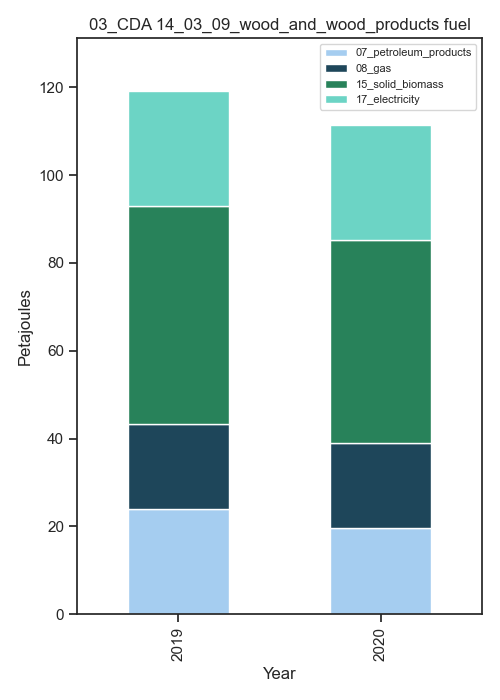 03_CDA 14_03_09_wood_and_wood_products fuel
07_petroleum_products
08_gas
15_solid_biomass
17_electricity
120
100
80
60
40
20
0
Petajoules
2019
2020
Year